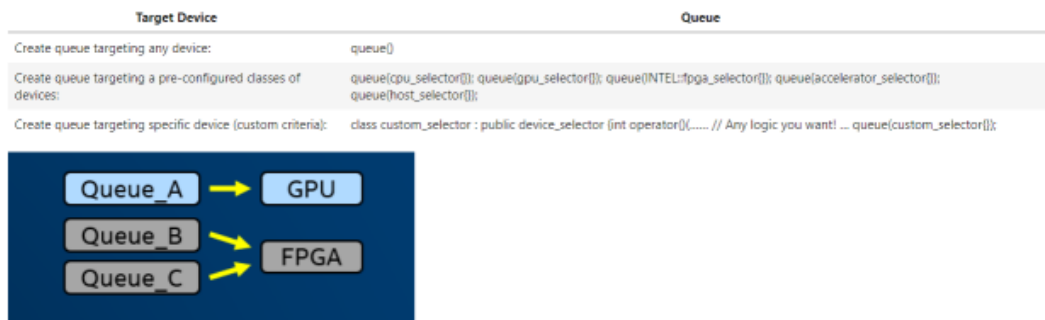 Target Device Queue
Create queue targeting any device: queue()
Create queue targeting a pre-configured classes of queue(cpu_selector{}); queue(gpu_selector{}); queue(INTEL::fpga_selector{}); queue(accelerator_selector{});
devices: queue(host_selector{});
Create queue targeting specific device (custom criteria): class custom_selector : public device_selector {int operator()(...... // Any logic you want! ... queue(custom_selector{});
Queue_A GPU
Queue_B
FPGA
Queue_C